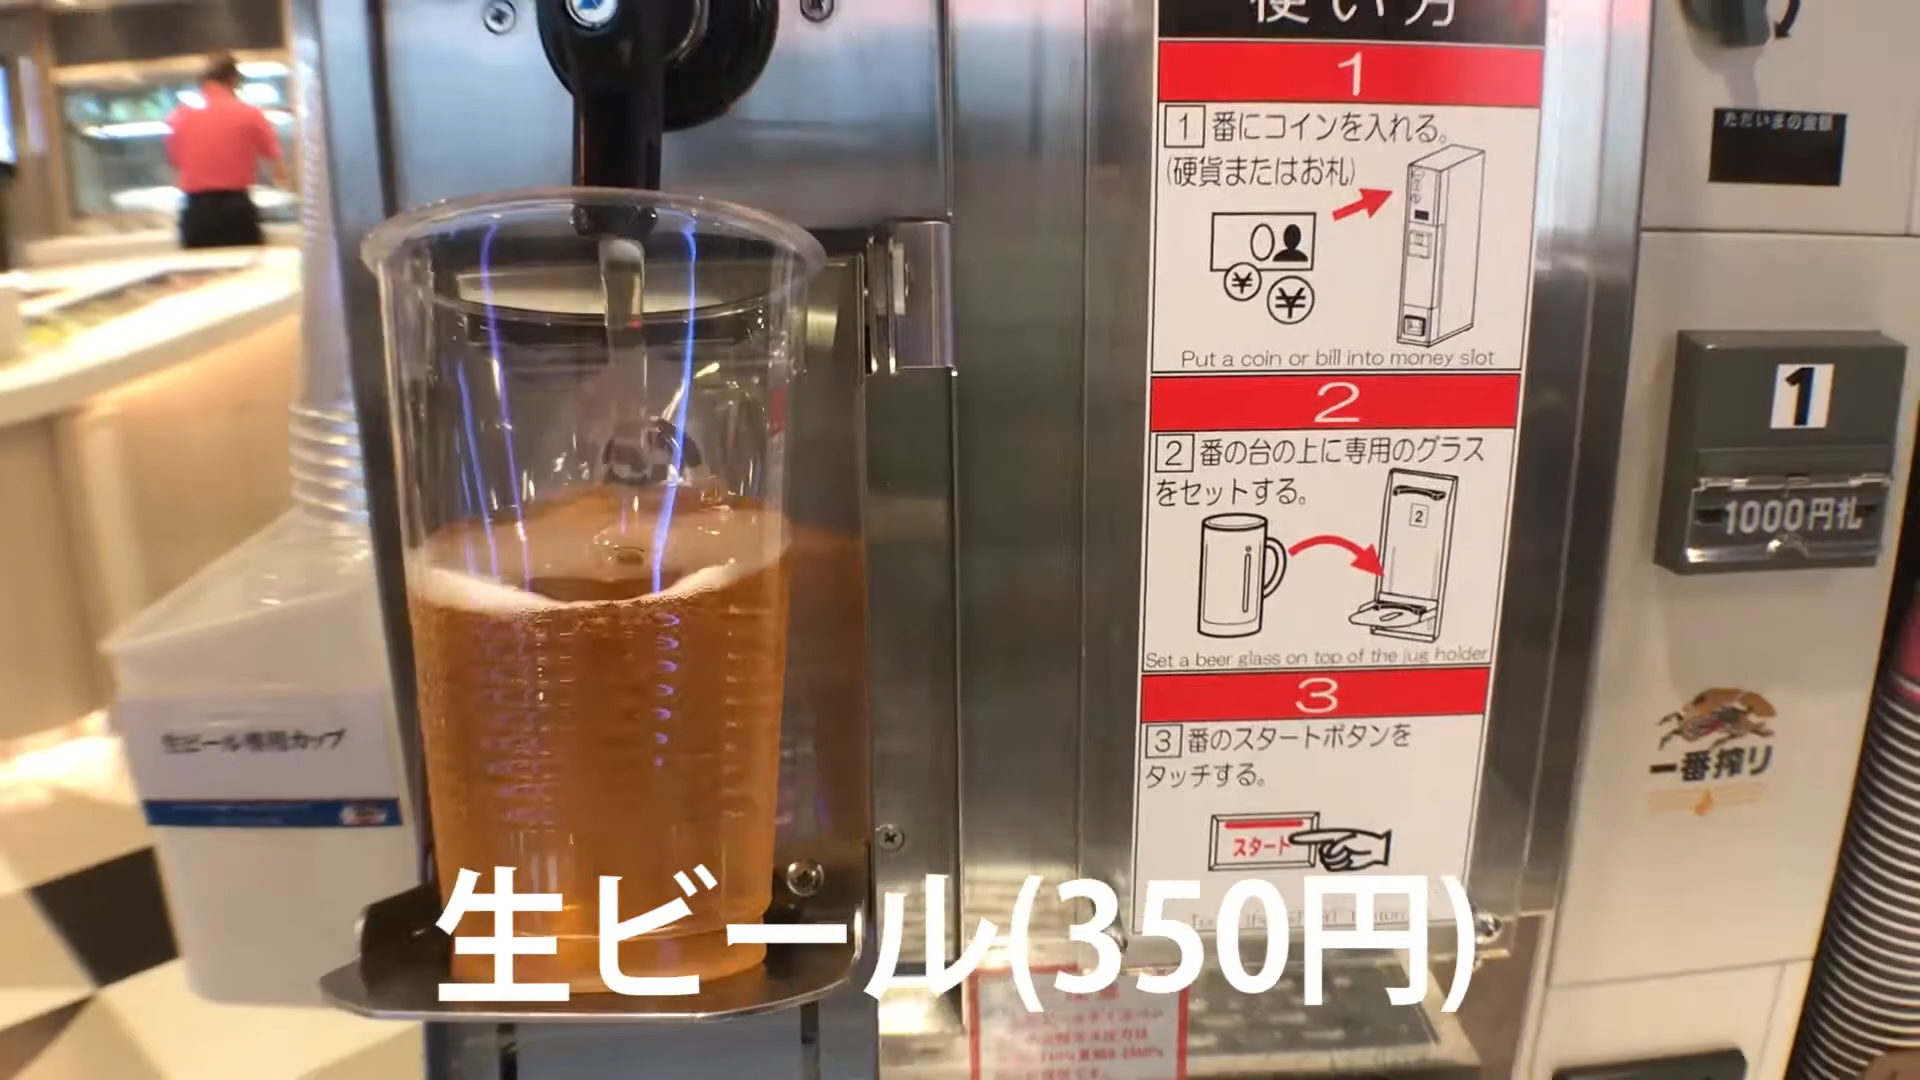 使い方
1
1 番にコインを入れる。
(硬貨またはお札)
Put a coin or bill into money slot
2
2 番の台の上に専用のグラス
をセットする。
2
Set a beer glass on top of the jug holder
3
3 番のスタートボタンを
タッチする。
スタート
ただいまの金額
1
1000円札
一番搾り
生ビール専用カップ
生ビール(350円)